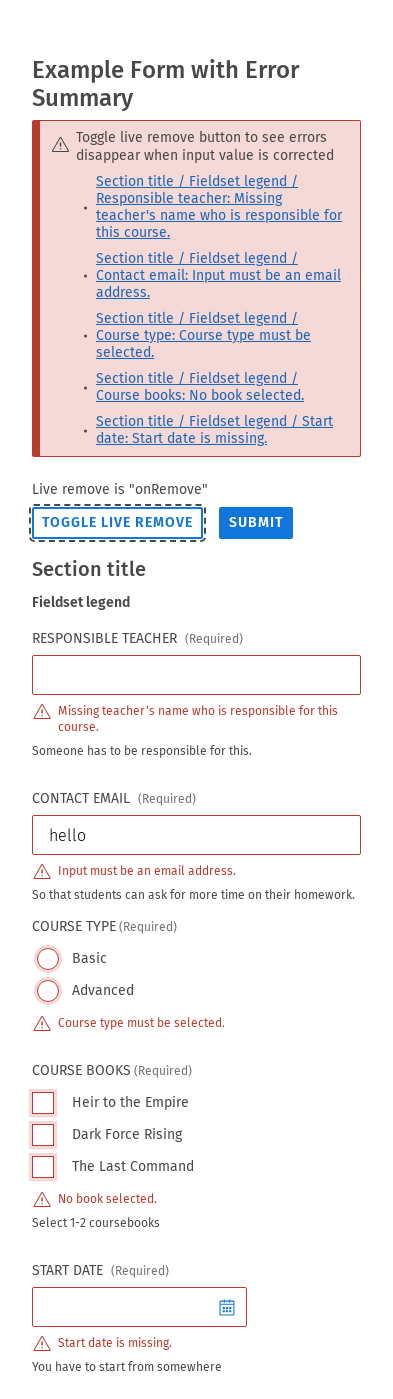 Example Form with Error
Summary
Toggle live remove button to see errors
disappear when input value is corrected
Section title / Fieldset legend /
Responsible teacher: Missing
teacher's name who is responsible for
this course.
Section title / Fieldset legend /
Contact email: Input must be an email
address.
Section title / Fieldset legend /
Course type: Course type must be
selected.
Section title / Fieldset legend /
Course books: No book selected.
Section title / Fieldset legend / Start
date: Start date is missing.
Live remove is "onRemove"
TOGGLE LIVE REMOVE SUBMIT
Section title
Fieldset legend
RESPONSIBLE TEACHER (Required)
Missing teacher's name who is responsible for this
course.
Someone has to be responsible for this.
CONTACT EMAIL (Required)
hello
Input must be an email address.
So that students can ask for more time on their homework.
COURSE TYPE (Required)
Basic
Advanced
Course type must be selected.
COURSE BOOKS (Required)
Heir to the Empire
Dark Force Rising
The Last Command
No book selected.
Select 1-2 coursebooks
START DATE (Required)
Start date is missing.
You have to start from somewhere